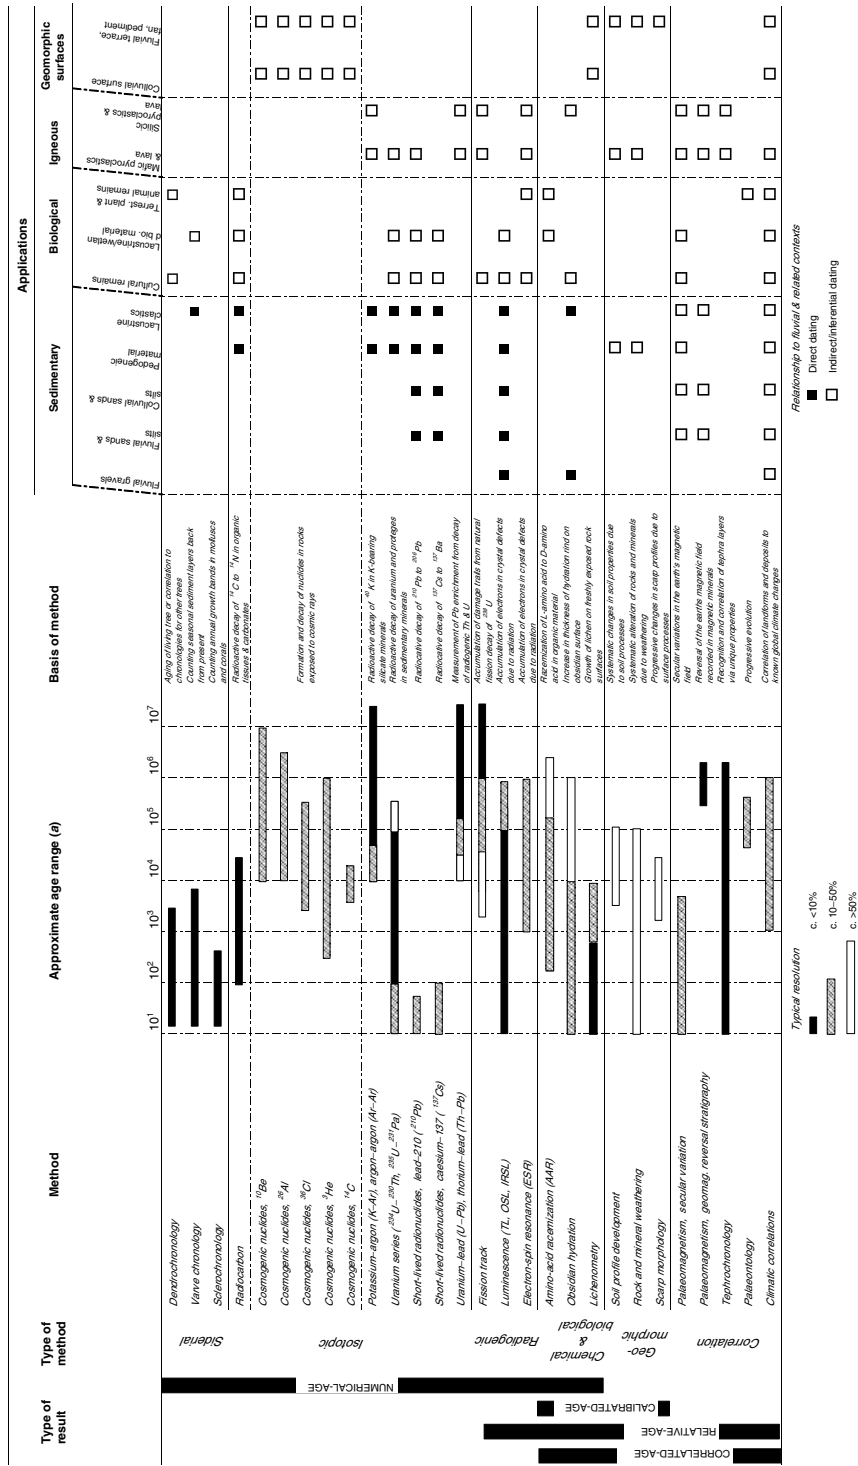 Applications
Type of result
Type of method
Method
Approximate age range (a)
Basis of method
Sedimentary
Biological
Igneous
Geomorphic surfaces
10¹ 10² 10³ 10⁴ 10⁵ 10⁶ 10⁷
Fluvial gravels
Fluvial sands & silts
Colluvial sands & silts
Pedogeneic material
Lacustrine clastics
Cultural remains
Lacustrine/wetlan d bio. material
Terrest. plant & animal remains
Mafic pyroclastics & lava
Silicic pyroclastics & lava
Colluvial surface
Fluvial terrace, fan, pediment
NUMERICAL-AGE
CALIBRATED-AGE
RELATIVE-AGE
CORRELATED-AGE
Siderial
Isotopic
Radiogenic
Chemical & biological
Geo-morphic
Correlation
Dendrochronology
Aging of living tree or correlation to
chronologies for other trees
Varve chronology
Counting seasonal sediment layers back
from present
Sclerochronology
Counting annual growth bands in molluscs
and corals
Radiocarbon
Radioactive decay of ¹⁴C to ¹⁴N in organic
tissues & carbonates
Cosmogenic nuclides, ¹⁰Be
Cosmogenic nuclides, ²⁶Al
Cosmogenic nuclides, ³⁶Cl
Cosmogenic nuclides, ³He
Cosmogenic nuclides, ¹⁴C
Formation and decay of nuclides in rocks
exposed to cosmic rays
Potassium–argon (K–Ar), argon–argon (Ar–Ar)
Radioactive decay of ⁴⁰K in K-bearing
silicate minerals
Uranium series (²³⁴U–²³⁰Th, ²³⁵U–²³¹Pa)
Radioactive decay of uranium and proteges
in sedimentary minerals
Short-lived radionuclides, lead–210 (²¹⁰Pb)
Radiocative decay of ²¹⁰Pb to ²⁰⁶Pb
Short-lived radionuclides, caesium–137 (¹³⁷Cs)
Radiocative decay of ¹³⁷Cs to ¹³⁷Ba
Uranium–lead (U–Pb), thorium–lead (Th–Pb)
Measurement of Pb enrichment from decay
of radiogenic Th & U
Fission track
Accumulation of damage trails from natural
fission decay of ²³⁸U
Luminescence (TL, OSL, IRSL)
Accumulation of electrons in crystal defects
due to radiation
Electron-spin resonance (ESR)
Accumulation of electrons in crystal defects
due to radiation
Amino-acid racemization (AAR)
Razemization of L-amino acid to D-amino
acid in organic material
Obsidian hydration
Increase in thickness of hydration rind on
obsidian surface
Lichenometry
Growth of lichen on freshly exposed rock
surfaces
Soil profile development
Systematic changes in soil properties due
to soil processes
Rock and mineral weathering
Systematic alteration of rocks and minerals
due to weathering
Scarp morphology
Progressive changes in scarp profiles due to
surface processes
Palaeomagnetism, secular variation
Secular variations in the earth's magnetic
field
Palaeomagnetism, geomag. reversal stratigraphy
Reversal of the earths magnetic field
recorded in magnetic minerals
Tephrochronology
Recognition and correlation of tephra layers
via unique properties
Palaeontology
Progressive evolution
Climatic correlations
Correlation of landforms and deposits to
known global climate changes
Typical resolution
c. <10%
c. 10–50%
c. >50%
Relationship to fluvial & related contexts
Direct dating
Indirect/inferential dating